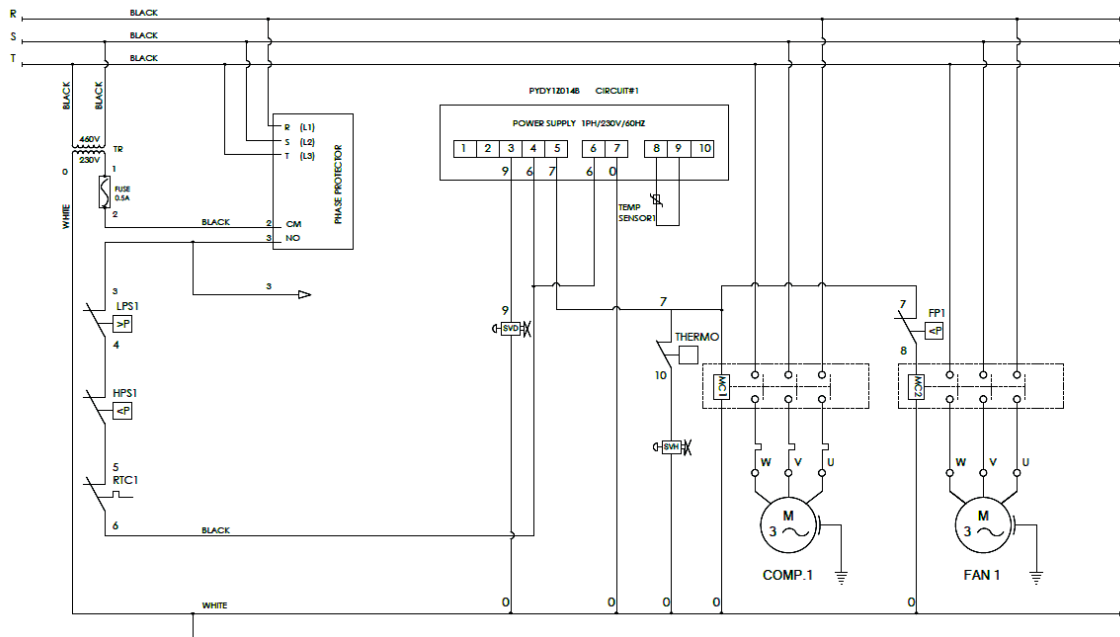 R BLACK
S BLACK
T BLACK
BLACK
BLACK
PYDY1Z014B CIRCUIT#1
POWER SUPPLY 1PH/230V/60HZ
1 2 3 4 5 6 7 8 9 10
9 6 7 6 0
R (L1)
S (L2)
T (L3)
PHASE PROTECTOR
460V
TR
230V
0
1
FUSE
0.5A
2
WHITE
BLACK
2 CM
3 NO
TEMP
SENSOR1
3
3
LPS1
>P
4
9
SVD
7
THERMO
10
7
FP1
<P
8
MC1
MC2
HPS1
<P
SVH
5
RTC1
6
BLACK
W V U
W V U
M
3
M
3
COMP.1
FAN 1
WHITE
0 0 0 0 0